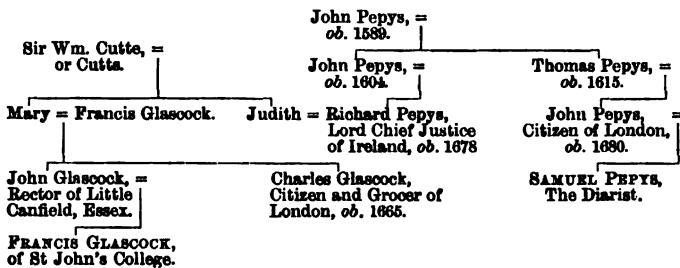 John Pepys, =
ob. 1589.
Sir Wm. Cutte, =
or Cutts.
John Pepys, =
ob. 1604.
Thomas Pepys, =
ob. 1615.
Mary = Francis Glascock.
Judith = Richard Pepys,
Lord Chief Justice
of Ireland, ob. 1678
John Pepys, =
Citizen of London,
ob. 1680.
John Glascock, =
Rector of Little
Canfield, Essex.
Charles Glascock,
Citizen and Grocer of
London, ob. 1665.
SAMUEL PEPYS,
The Diarist.
FRANCIS GLASCOCK,
of St John's College.